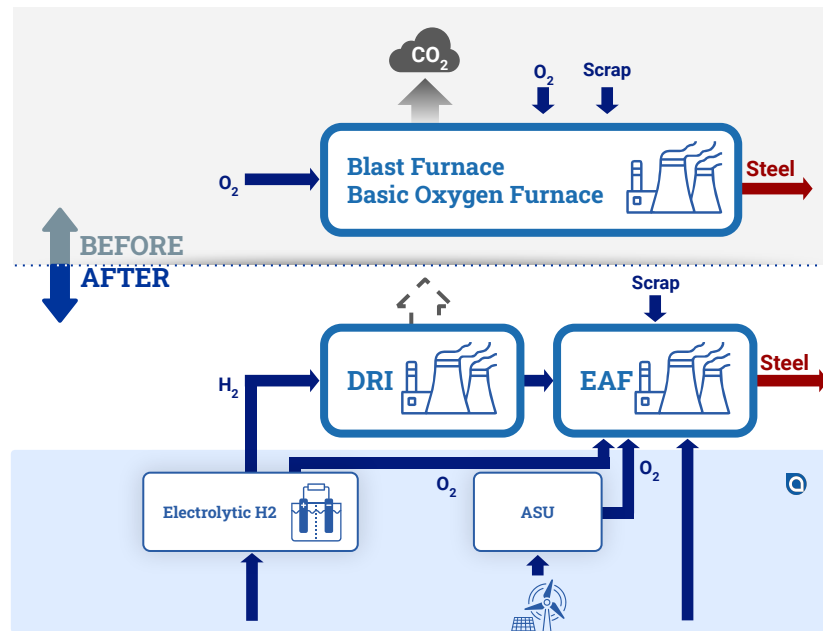 CO2
O2
Scrap
Blast Furnace
Basic Oxygen Furnace
Steel
O2
BEFORE
AFTER
Scrap
DRI
EAF
Steel
H2
O2
O2
Electrolytic H2
ASU